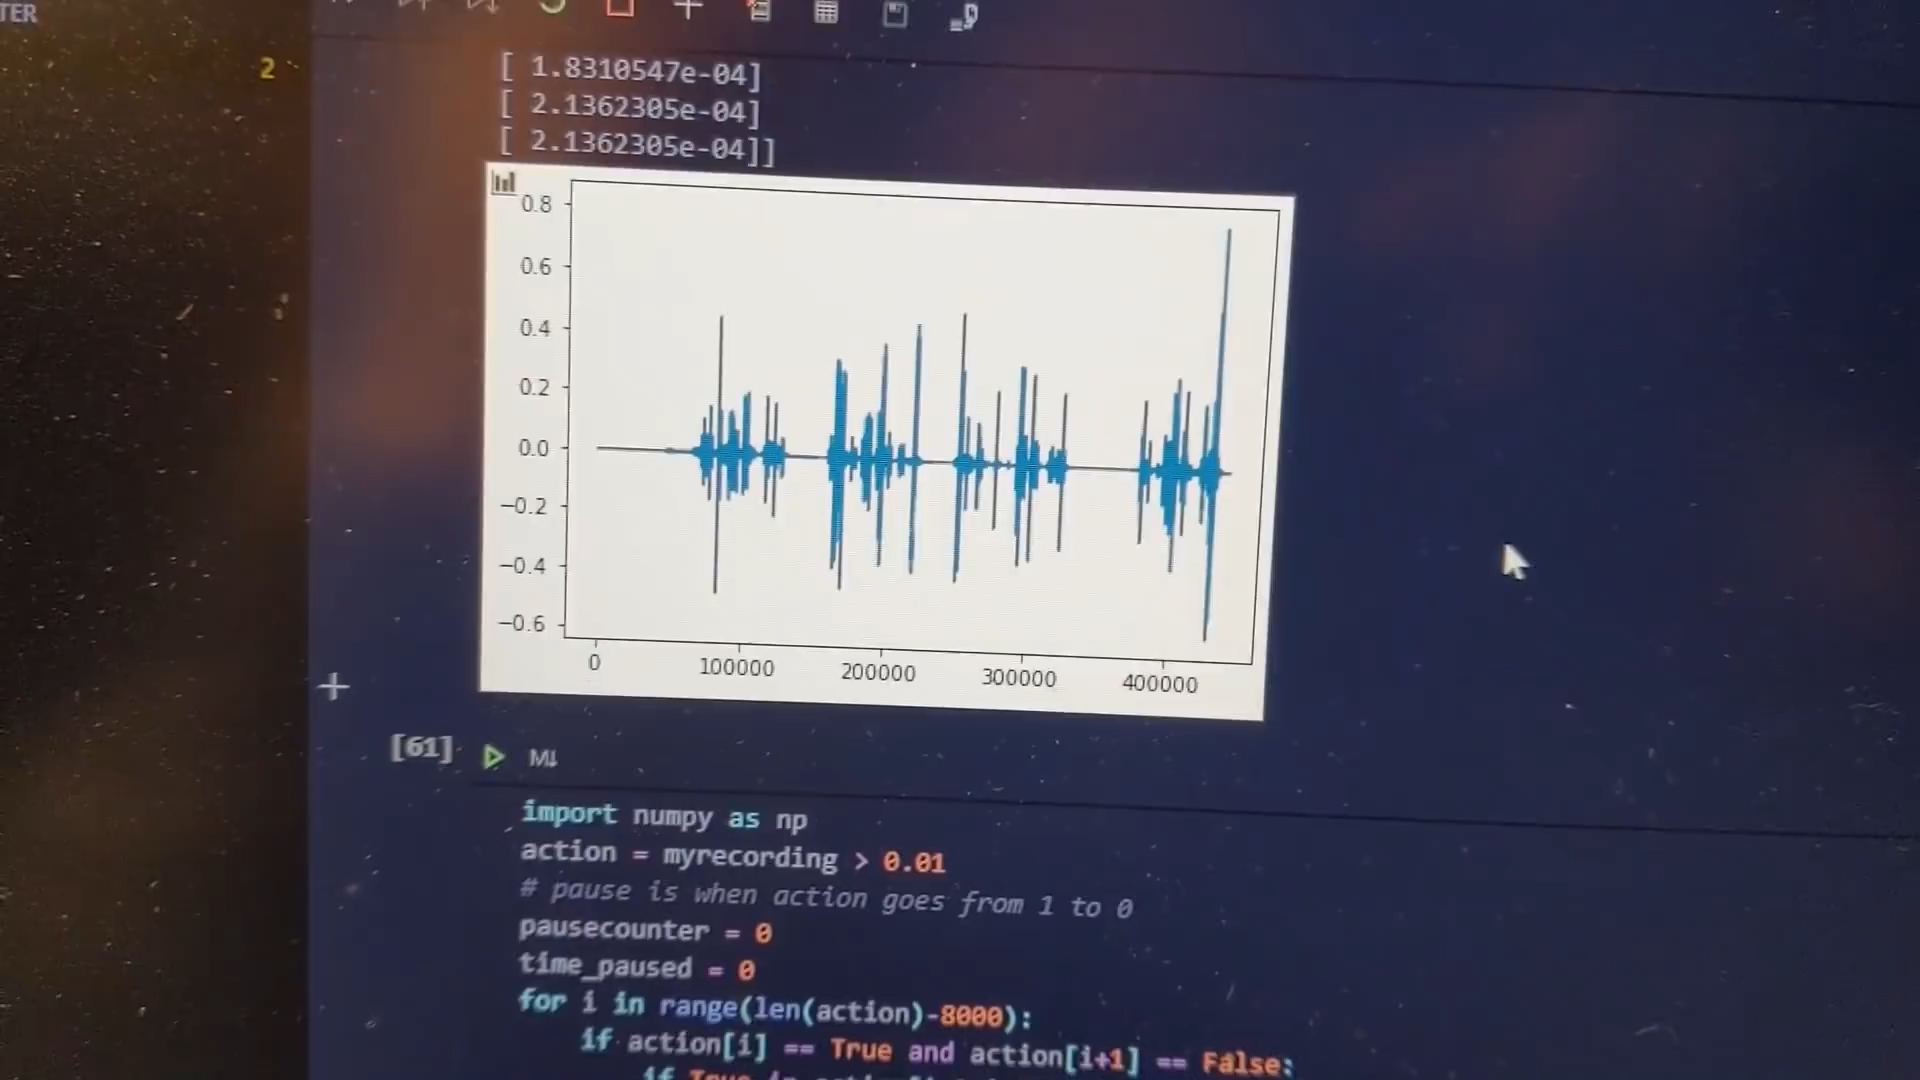 TER
2
[ 1.8310547e-04]
[ 2.1362305e-04]
[ 2.1362305e-04]]
0.8
0.6
0.4
0.2
0.0
−0.2
−0.4
−0.6
0 100000 200000 300000 400000
[61] M↓
import numpy as np
action = myrecording > 0.01
# pause is when action goes from 1 to 0
pausecounter = 0
time_paused = 0
for i in range(len(action)-8000):
if action[i] == True and action[i+1] == False:
if True in